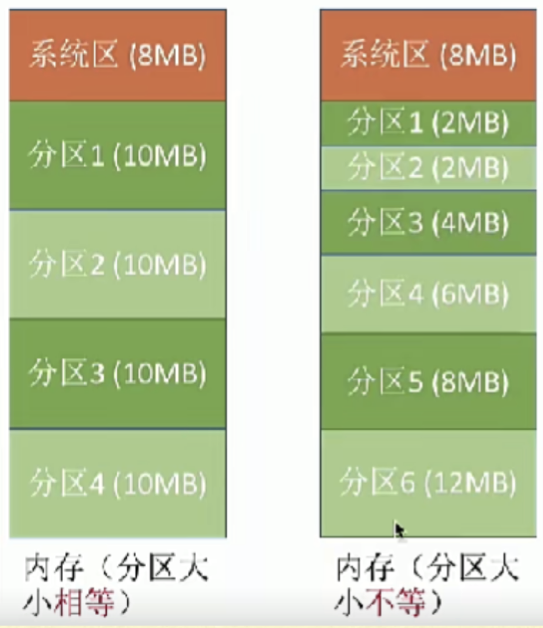 系统区 (8MB)
分区1 (10MB)
分区2 (10MB)
分区3 (10MB)
分区4 (10MB)
内存（分区大
小相等）
系统区 (8MB)
分区1 (2MB)
分区2 (2MB)
分区3 (4MB)
分区4 (6MB)
分区5 (8MB)
分区6 (12MB)
内存（分区大
小不等）